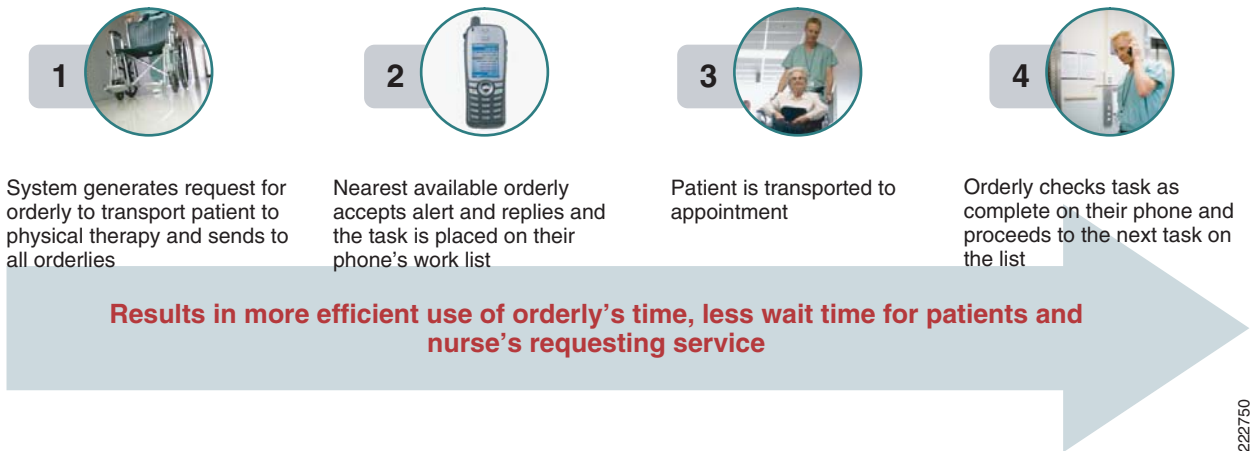 1
System generates request for
orderly to transport patient to
physical therapy and sends to
all orderlies
2
Nearest available orderly
accepts alert and replies and
the task is placed on their
phone's work list
3
Patient is transported to
appointment
4
Orderly checks task as
complete on their phone and
proceeds to the next task on
the list
Results in more efficient use of orderly's time, less wait time for patients and
nurse's requesting service
222750